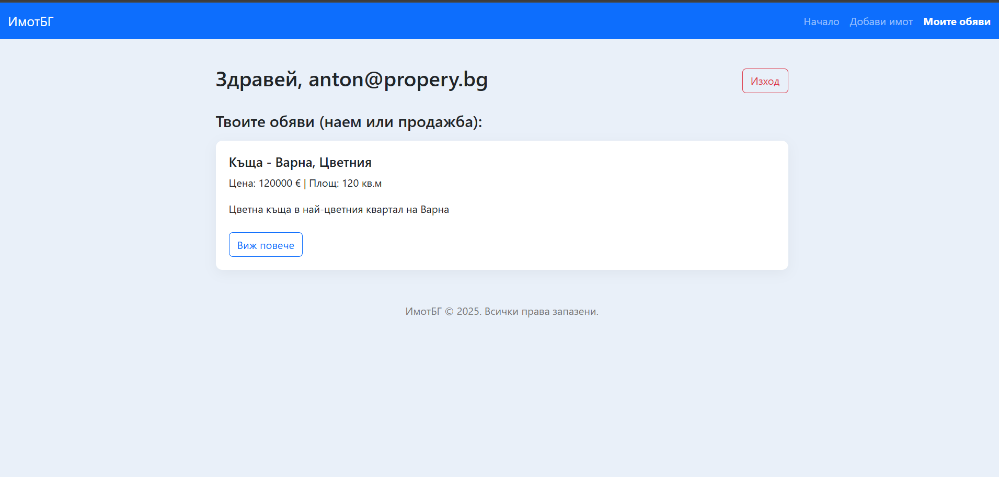 ИмотБГ
Начало Добави имот Моите обяви
Здравей, anton@propery.bg
Изход
Твоите обяви (наем или продажба):
Къща - Варна, Цветния
Цена: 120000 € | Площ: 120 кв.м
Цветна къща в най-цветния квартал на Варна
Виж повече
ИмотБГ © 2025. Всички права запазени.